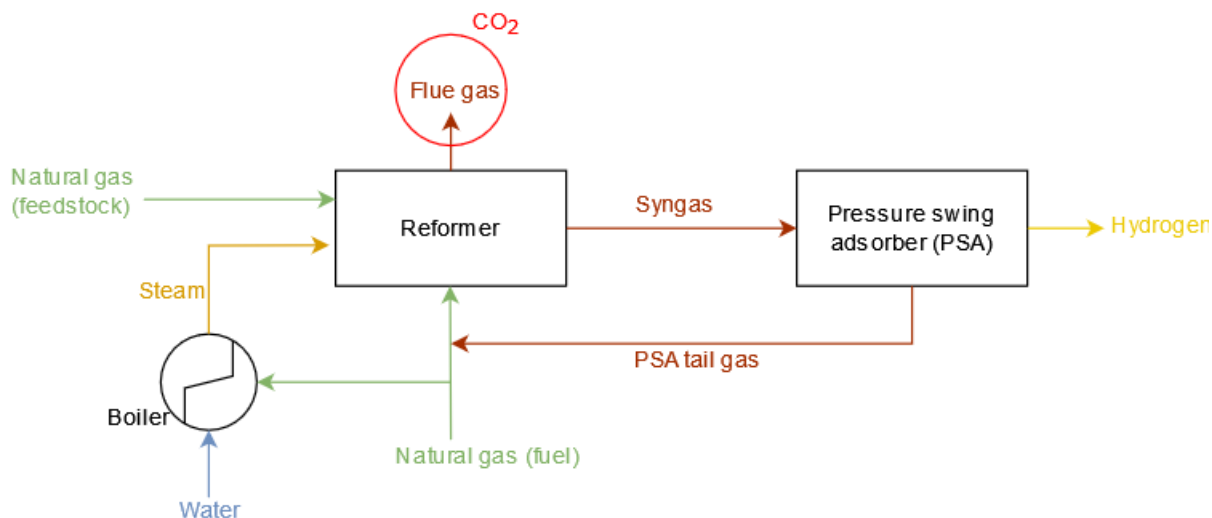 CO2
Flue gas
Natural gas
(feedstock)
Reformer
Syngas
Pressure swing
adsorber (PSA)
Hydrogen
Steam
PSA tail gas
Boiler
Natural gas (fuel)
Water